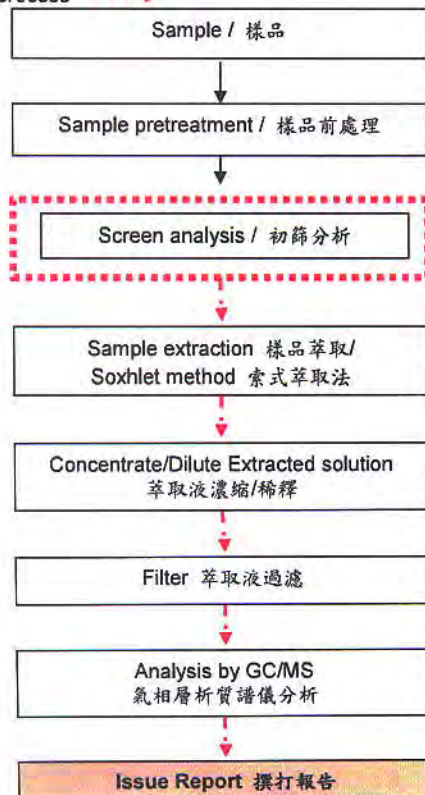 Sample / 樣品
Sample pretreatment / 樣品前處理
Screen analysis / 初篩分析
Sample extraction 樣品萃取/
Soxhlet method 索式萃取法
Concentrate/Dilute Extracted solution
萃取液濃縮/稀釋
Filter 萃取液過濾
Analysis by GC/MS
氣相層析質譜儀分析
Issue Report 撰打報告